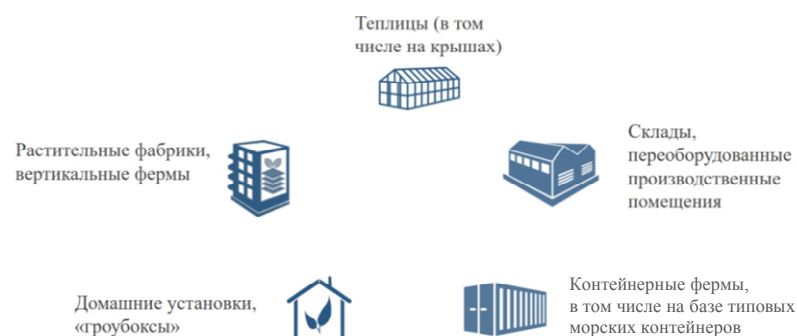 Теплицы (в том
числе на крышах)
Растительные фабрики,
вертикальные фермы
Склады,
переоборудованные
производственные
помещения
Домашние установки,
«гроубоксы»
Контейнерные фермы,
в том числе на базе типовых
морских контейнеров